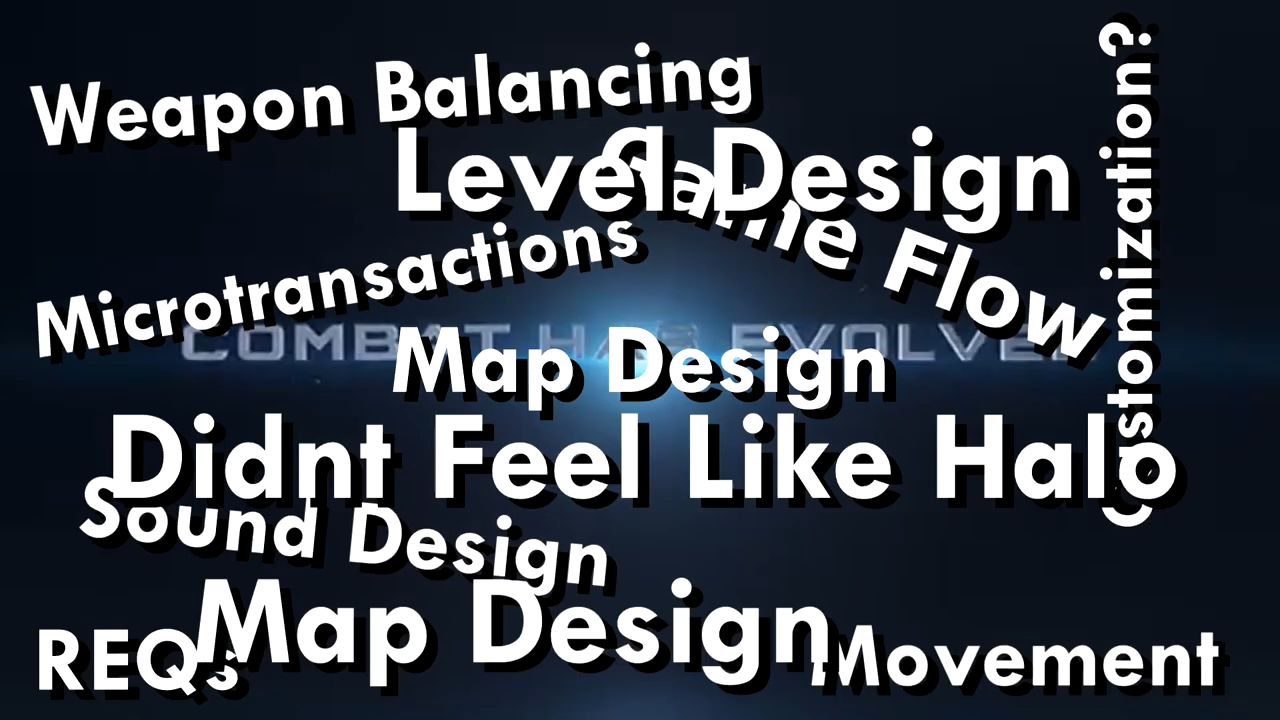 Weapon Balancing
Level Design
Game Flow
Customization?
Microtransactions
COMBAT HAS EVOLVED
Map Design
Didnt Feel Like Halo
Sound Design
Map Design
REQs
Movement